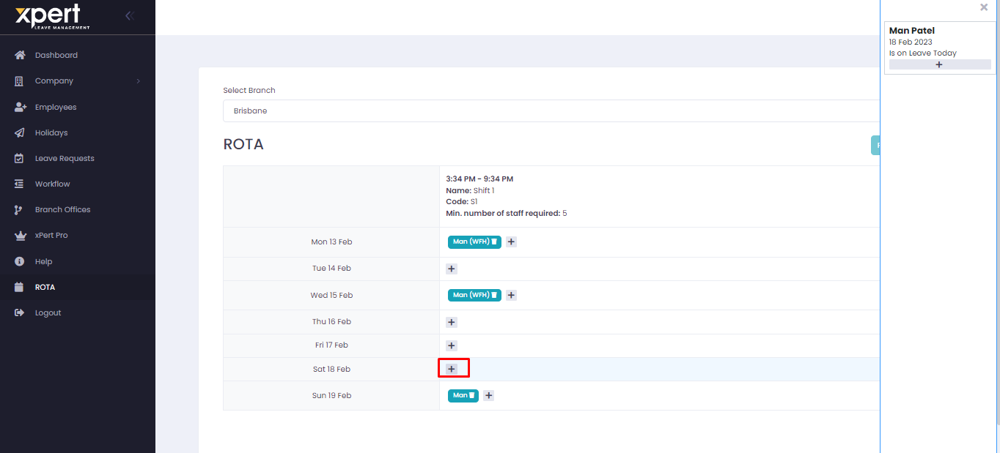 xpert
LEAVE MANAGEMENT
Dashboard
Company
Employees
Holidays
Leave Requests
Workflow
Branch Offices
xPert Pro
Help
ROTA
Logout
Select Branch
Brisbane
ROTA
3:34 PM - 9:34 PM
Name: Shift 1
Code: S1
Min. number of staff required: 5
Mon 13 Feb
Man (WFH)
+
Tue 14 Feb
+
Wed 15 Feb
Man (WFH)
+
Thu 16 Feb
+
Fri 17 Feb
+
Sat 18 Feb
+
Sun 19 Feb
Man
+
Man Patel
18 Feb 2023
Is on Leave Today
+